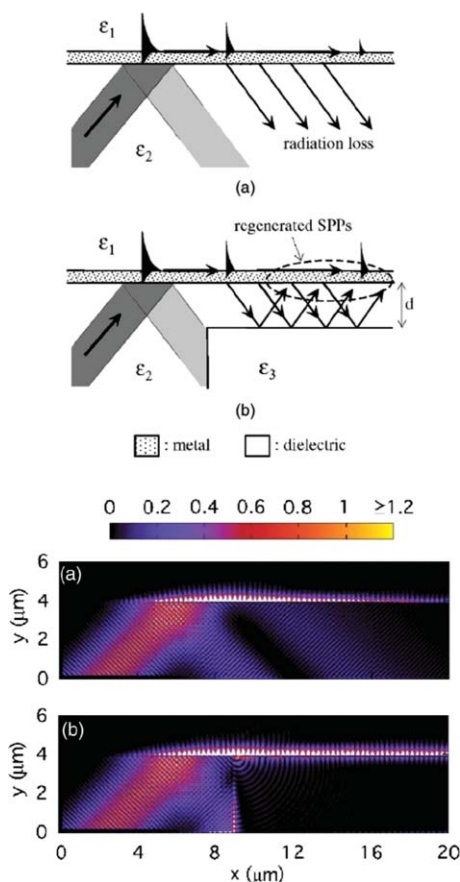 ε1
ε2
radiation loss
(a)
regenerated SPPs
ε1
d
ε2
ε3
(b)
: metal : dielectric
0 0.2 0.4 0.6 0.8 1 ≥1.2
6
(a)
4
y (μm)
2
0
6
(b)
4
y (μm)
2
0
0 4 8 12 16 20
x (μm)